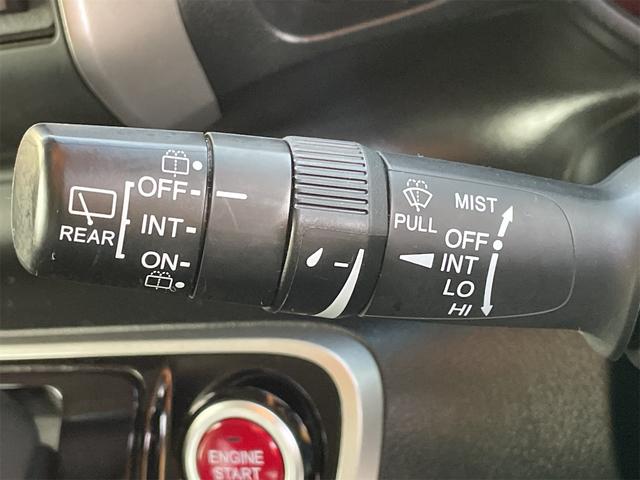 REAR
OFF
INT
ON
PULL
MIST
OFF
INT
LO
HI
ENGINE
START